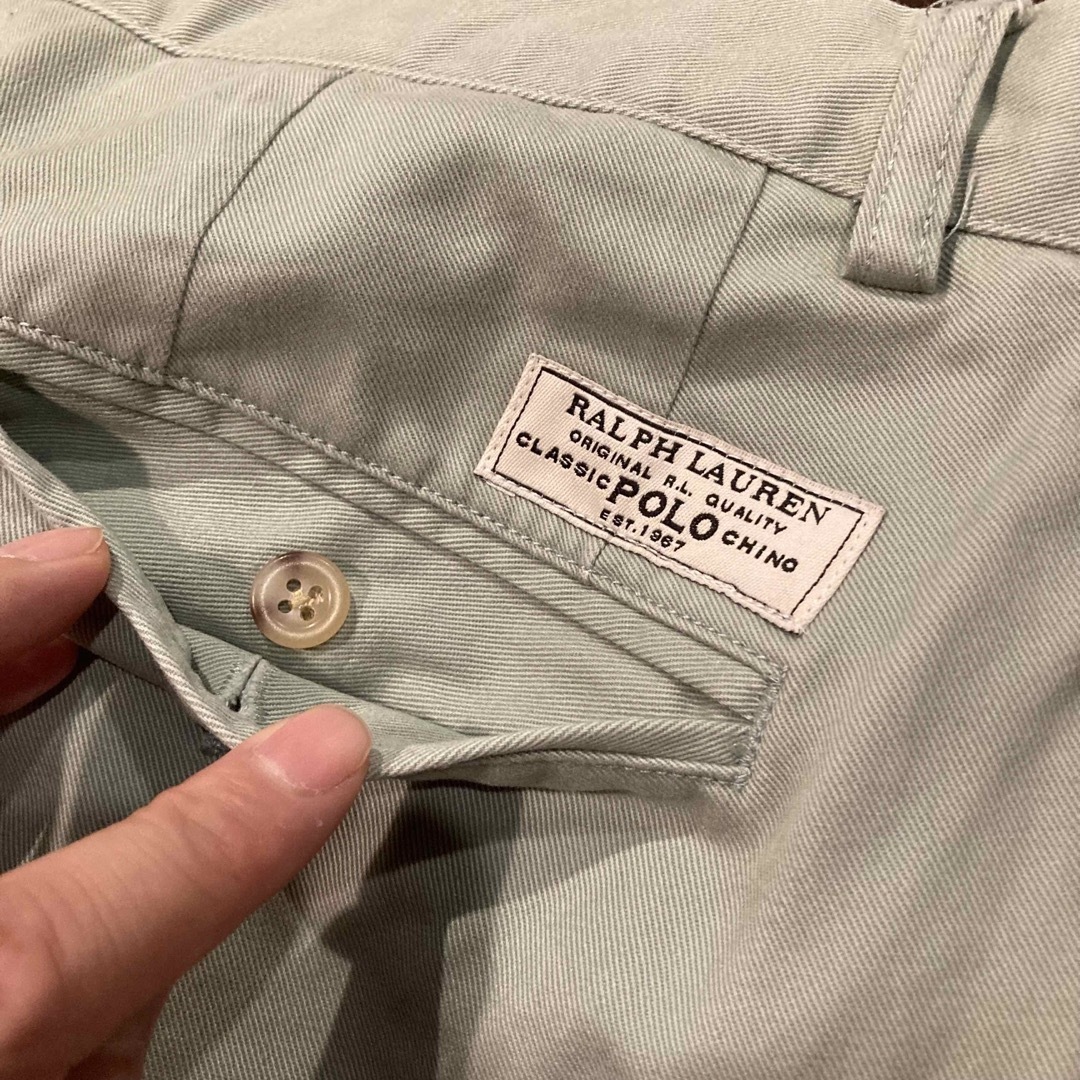 RALPH LAUREN
ORIGINAL R.L. QUALITY
CLASSIC POLO CHINO
EST. 1967